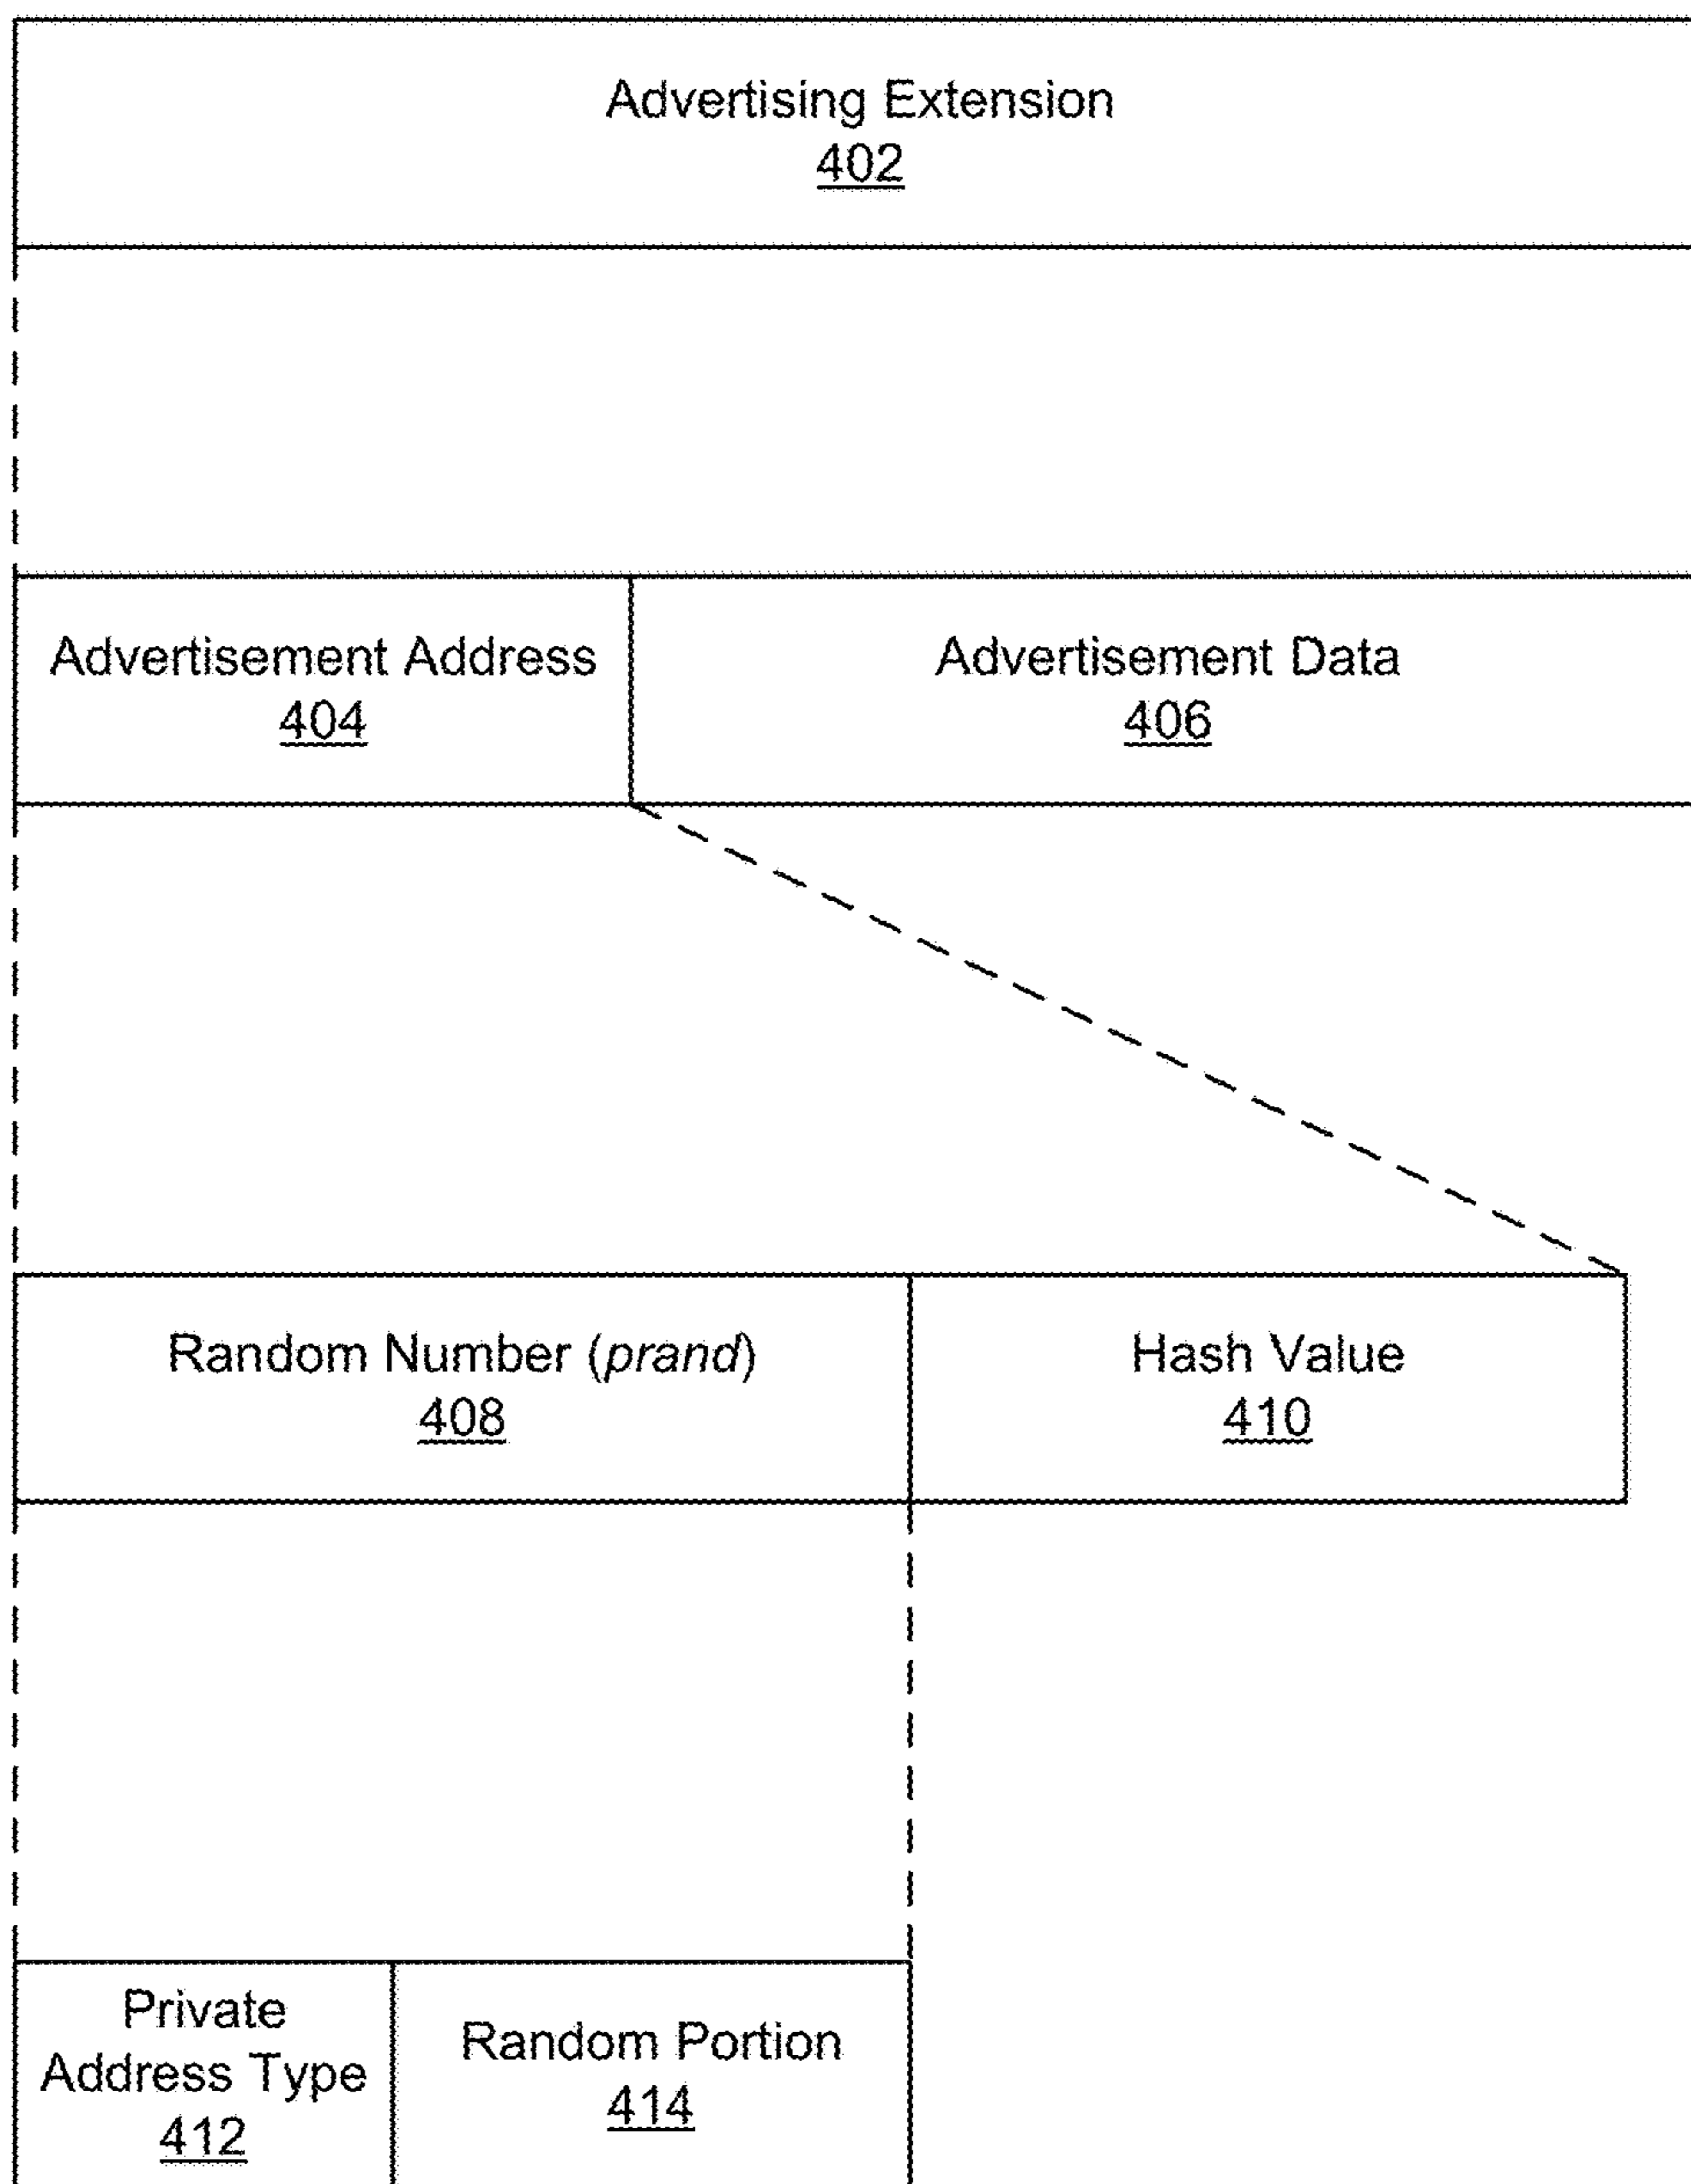 Advertising Extension
402
Advertisement Address
404
Advertisement Data
406
Random Number (prand)
408
Hash Value
410
Private
Address Type
412
Random Portion
414